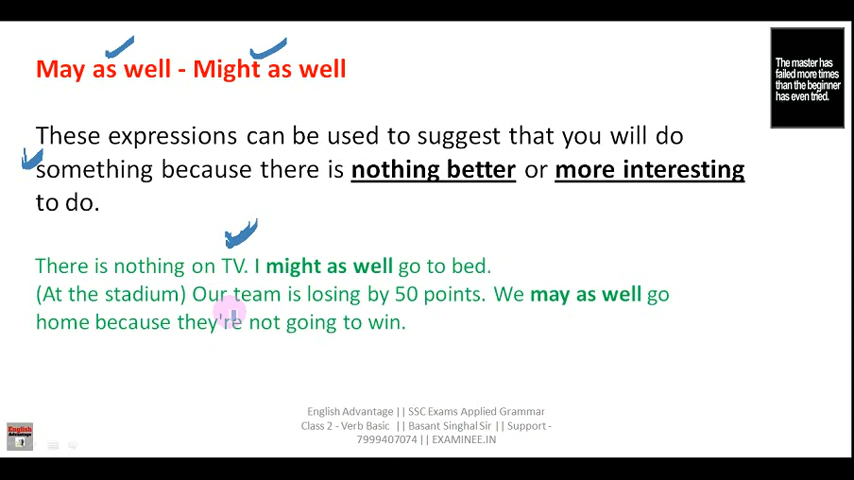 May as well - Might as well
The master has
failed more times
than the beginner
has even tried.
These expressions can be used to suggest that you will do
something because there is nothing better or more interesting
to do.
There is nothing on TV. I might as well go to bed.
(At the stadium) Our team is losing by 50 points. We may as well go
home because they're not going to win.
English Advantage || SSC Exams Applied Grammar
Class 2 - Verb Basic || Basant Singhal Sir || Support -
7999407074 || EXAMINEE.IN
English
Advantage